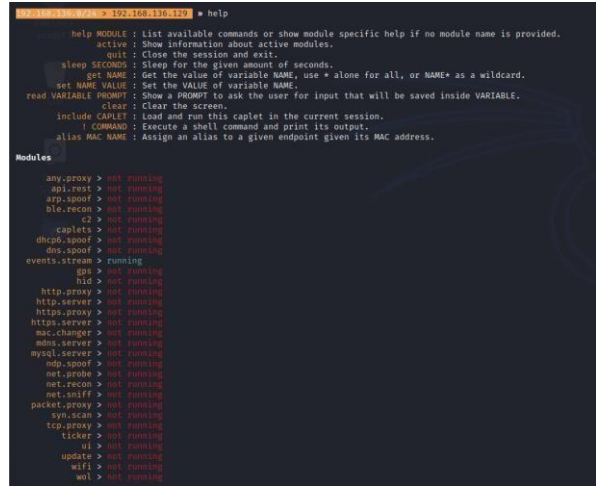 192.168.136.0/24 > 192.168.136.129 » help
help MODULE : List available commands or show module specific help if no module name is provided.
active : Show information about active modules.
quit : Close the session and exit.
sleep SECONDS : Sleep for the given amount of seconds.
get NAME : Get the value of variable NAME, use * alone for all, or NAME* as a wildcard.
set NAME VALUE : Set the VALUE of variable NAME.
read VARIABLE PROMPT : Show a PROMPT to ask the user for input that will be saved inside VARIABLE.
clear : Clear the screen.
include CAPLET : Load and run this caplet in the current session.
! COMMAND : Execute a shell command and print its output.
alias MAC NAME : Assign an alias to a given endpoint given its MAC address.
Modules
any.proxy > not running
api.rest > not running
arp.spoof > not running
ble.recon > not running
c2 > not running
caplets > not running
dhcp6.spoof > not running
dns.spoof > not running
events.stream > running
gps > not running
hid > not running
http.proxy > not running
http.server > not running
https.proxy > not running
https.server > not running
mac.changer > not running
mdns.server > not running
mysql.server > not running
ndp.spoof > not running
net.probe > not running
net.recon > not running
net.sniff > not running
packet.proxy > not running
syn.scan > not running
tcp.proxy > not running
ticker > not running
ui > not running
update > not running
wifi > not running
wol > not running